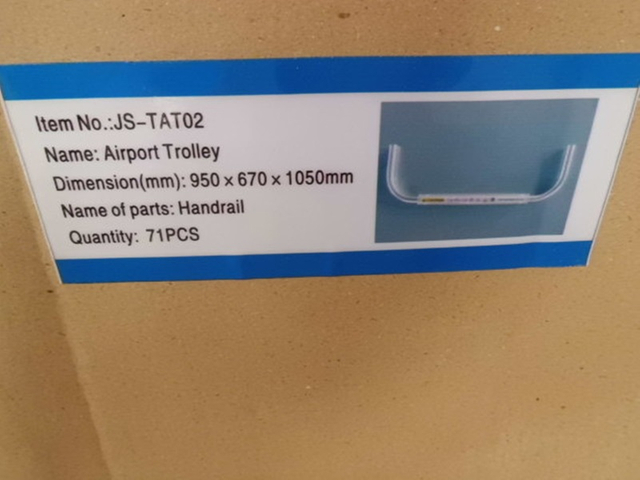 Item No.:JS-TAT02
Name: Airport Trolley
Dimension(mm): 950×670×1050mm
Name of parts: Handrail
Quantity: 71PCS